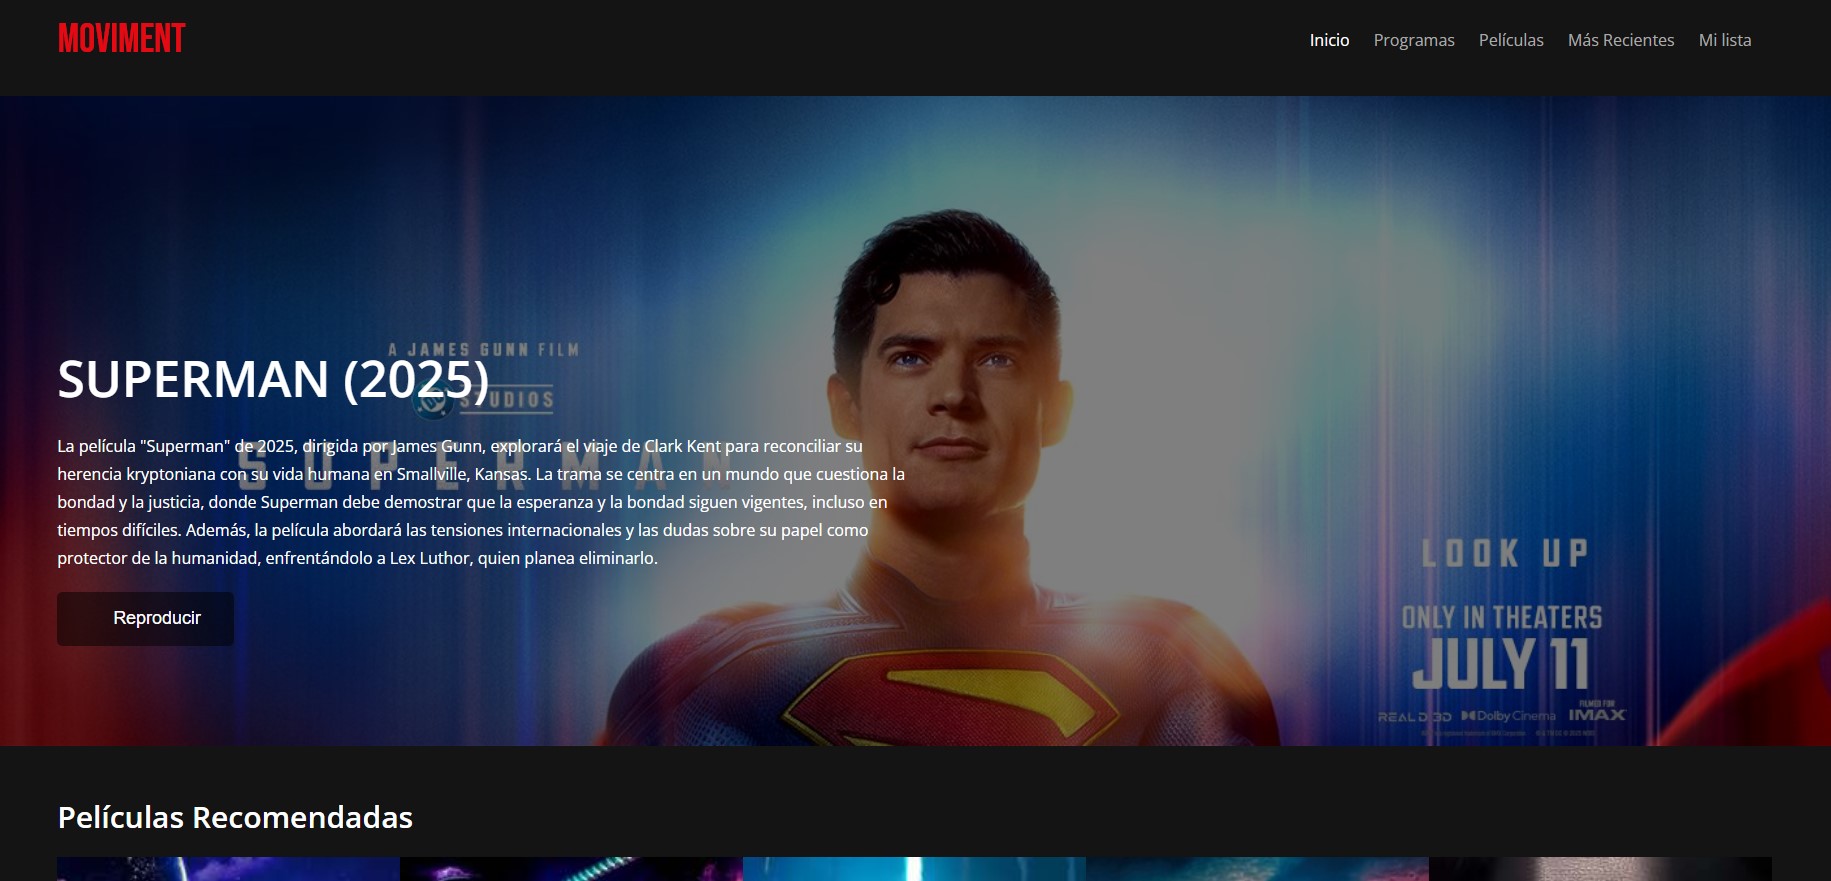 MOVIMENT
Inicio Programas Películas Más Recientes Mi lista
A JAMES GUNN FILM
SUPERMAN (2025)
STUDIOS
SUPERMAN
La película "Superman" de 2025, dirigida por James Gunn, explorará el viaje de Clark Kent para reconciliar su
herencia kryptoniana con su vida humana en Smallville, Kansas. La trama se centra en un mundo que cuestiona la
bondad y la justicia, donde Superman debe demostrar que la esperanza y la bondad siguen vigentes, incluso en
tiempos difíciles. Además, la película abordará las tensiones internacionales y las dudas sobre su papel como
protector de la humanidad, enfrentándolo a Lex Luthor, quien planea eliminarlo.
Reproducir
LOOK UP
ONLY IN THEATERS
JULY 11
REAL D 3D Dolby Cinema FILMED FOR IMAX
Películas Recomendadas